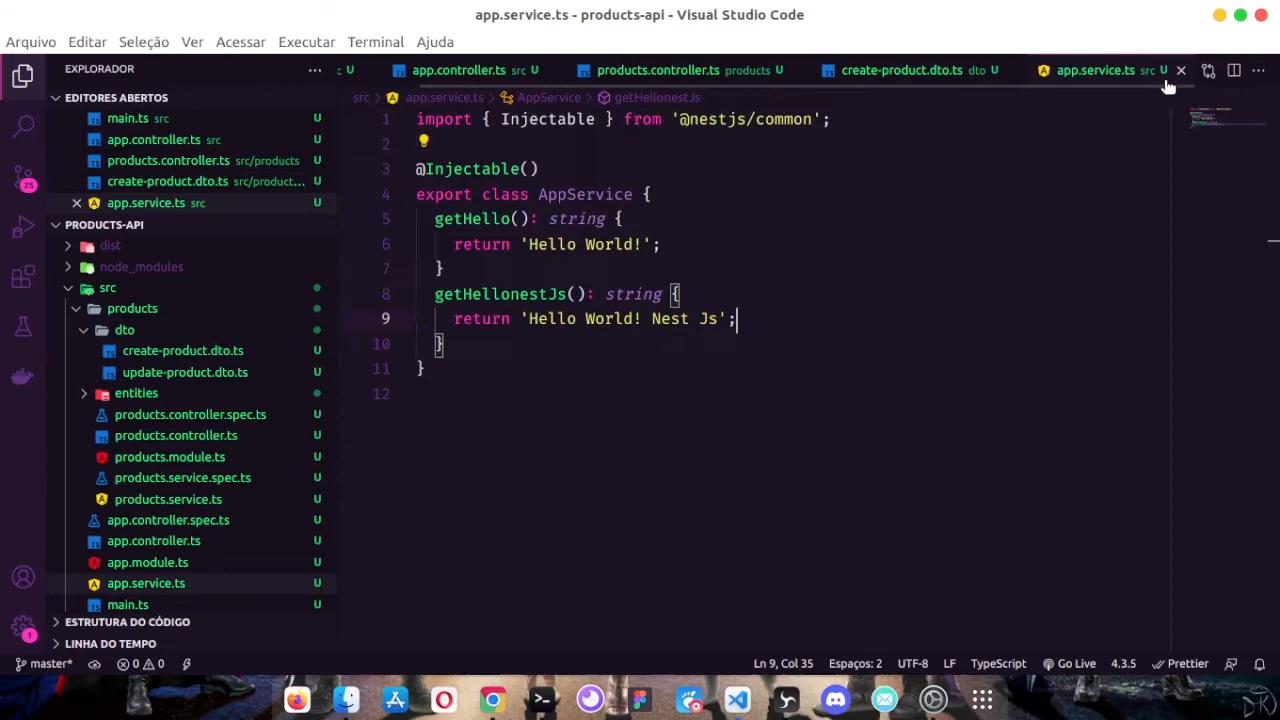 app.service.ts - products-api - Visual Studio Code
Arquivo Editar Seleção Ver Acessar Executar Terminal Ajuda
EXPLORADOR
U app.controller.ts src U products.controller.ts products U create-product.dto.ts dto U app.service.ts src U
EDITORES ABERTOS
main.ts src U
app.controller.ts src U
products.controller.ts src/products U
create-product.dto.ts src/product... U
app.service.ts src U
PRODUCTS-API
dist
node_modules
src
products
dto
create-product.dto.ts U
update-product.dto.ts U
entities
products.controller.spec.ts U
products.controller.ts U
products.module.ts U
products.service.spec.ts U
products.service.ts U
app.controller.spec.ts U
app.controller.ts U
app.module.ts U
app.service.ts U
main.ts U
ESTRUTURA DO CÓDIGO
LINHA DO TEMPO
25
1
src app.service.ts AppService getHellonestJs
1 import { Injectable } from '@nestjs/common';
2
3 @Injectable()
4 export class AppService {
5 getHello(): string {
6 return 'Hello World!';
7 }
8 getHellonestJs(): string {
9 return 'Hello World! Nest Js';
10 }
11 }
12
master* 0 0 Ln 9, Col 35 Espaços: 2 UTF-8 LF TypeScript Go Live 4.3.5 Prettier